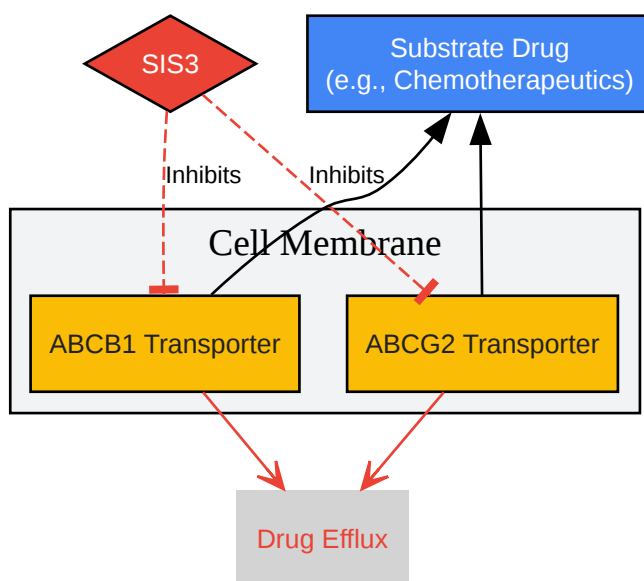 SIS3
Substrate Drug
(e.g., Chemotherapeutics)
Inhibits
Inhibits
Cell Membrane
ABCB1 Transporter
ABCG2 Transporter
Drug Efflux